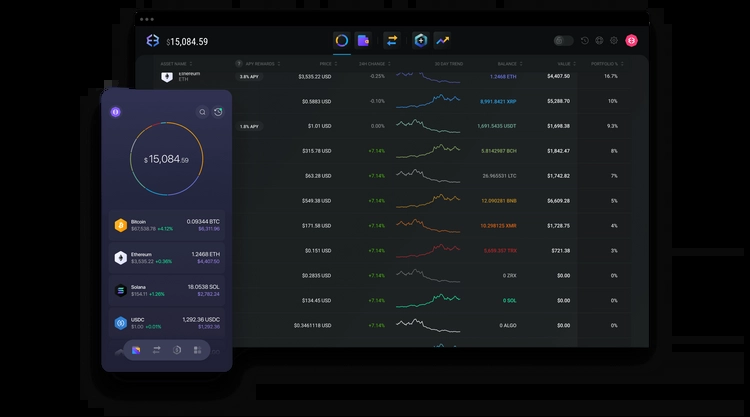 $15,084.59
ASSET NAME ? APY REWARDS PRICE 24H CHANGE 30 DAY TREND BALANCE VALUE PORTFOLIO %
Ethereum
ETH 3.0% APY $3,535.22 USD -0.25% 1.2468 ETH $4,407.50 16.7%
$0.5883 USD -0.10% 8,991.8421 XRP $5,288.70 10%
1.8% APY $1.01 USD 0.00% 1,691.5435 USDT $1,698.38 9.3%
$315.78 USD +7.14% 5.8142987 BCH $1,842.47 8%
$63.28 USD +7.14% 26.965531 LTC $1,742.82 7%
$549.38 USD +7.14% 12.090281 BNB $6,609.28 5%
$171.58 USD +7.14% 10.298125 XMR $1,728.75 4%
$0.151 USD +7.14% TRX $721.38 3%
$0.2835 USD +7.14% 0 ZRX $0.00 0%
$134.45 USD +7.14% 0 SOL $0.00 0%
$0.3461118 USD +7.14% 0 ALGO $0.00 0%
$15,084.59
Bitcoin 0.09344 BTC
$67,538.78 +4.12% $6,311.96
Ethereum 1.2468 ETH
$3,535.22 +0.36% $4,407.50
Solana 18.0538 SOL
$154.11 +1.28% $2,782.24
USDC 1,292.36 USDC
$1.00 +0.01% $1,292.36